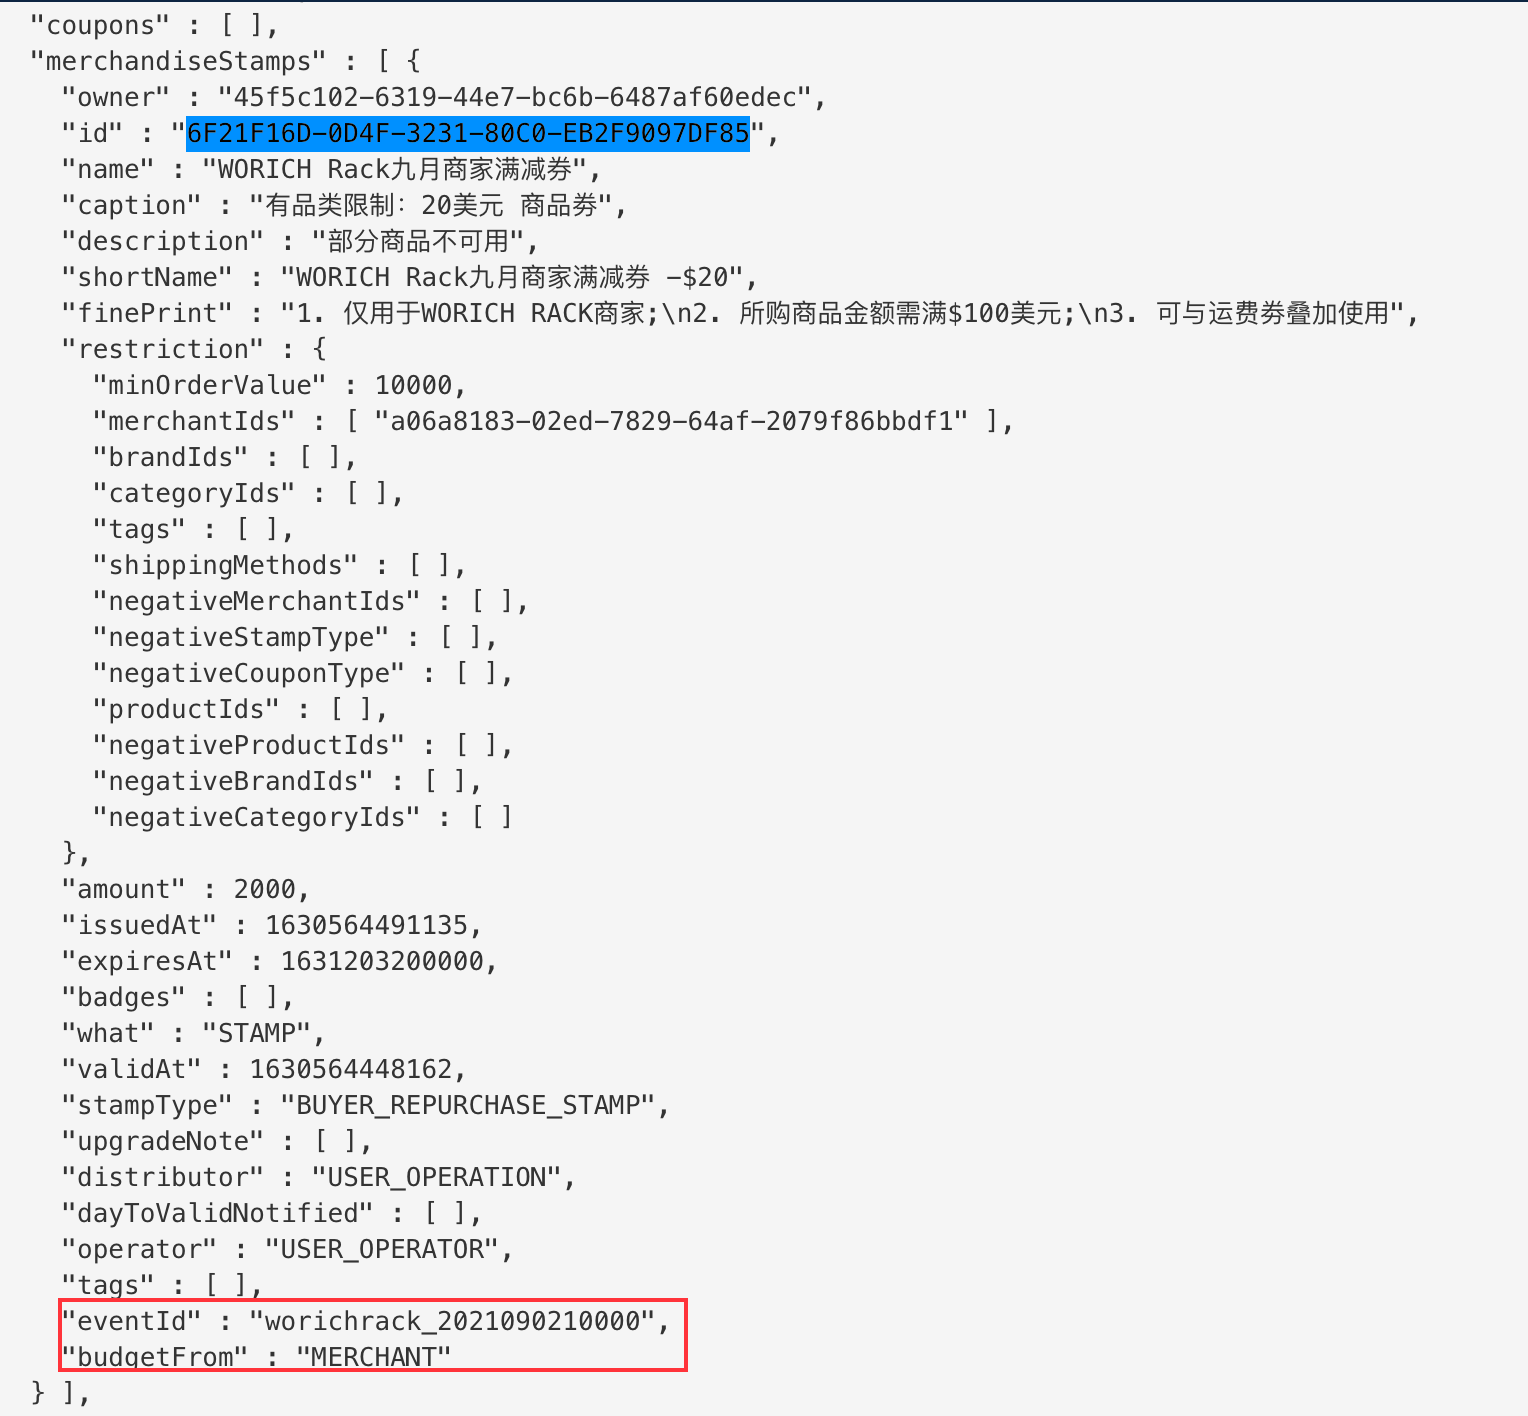 "coupons" : [ ],
"merchandiseStamps" : [ {
"owner" : "45f5c102-6319-44e7-bc6b-6487af60edec",
"id" : "6F21F16D-0D4F-3231-80C0-EB2F9097DF85",
"name" : "WORICH Rack九月商家满减券",
"caption" : "有品类限制: 20美元 商品券",
"description" : "部分商品不可用",
"shortName" : "WORICH Rack九月商家满减券 -$20",
"finePrint" : "1. 仅用于WORICH RACK商家;\n2. 所购商品金额需满$100美元;\n3. 可与运费券叠加使用",
"restriction" : {
"minOrderValue" : 10000,
"merchantIds" : [ "a06a8183-02ed-7829-64af-2079f86bbdf1" ],
"brandIds" : [ ],
"categoryIds" : [ ],
"tags" : [ ],
"shippingMethods" : [ ],
"negativeMerchantIds" : [ ],
"negativeStampType" : [ ],
"negativeCouponType" : [ ],
"productIds" : [ ],
"negativeProductIds" : [ ],
"negativeBrandIds" : [ ],
"negativeCategoryIds" : [ ]
},
"amount" : 2000,
"issuedAt" : 1630564491135,
"expiresAt" : 1631203200000,
"badges" : [ ],
"what" : "STAMP",
"validAt" : 1630564448162,
"stampType" : "BUYER_REPURCHASE_STAMP",
"upgradeNote" : [ ],
"distributor" : "USER_OPERATION",
"dayToValidNotified" : [ ],
"operator" : "USER_OPERATOR",
"tags" : [ ],
"eventId" : "worichrack_2021090210000",
"budgetFrom" : "MERCHANT"
} ],